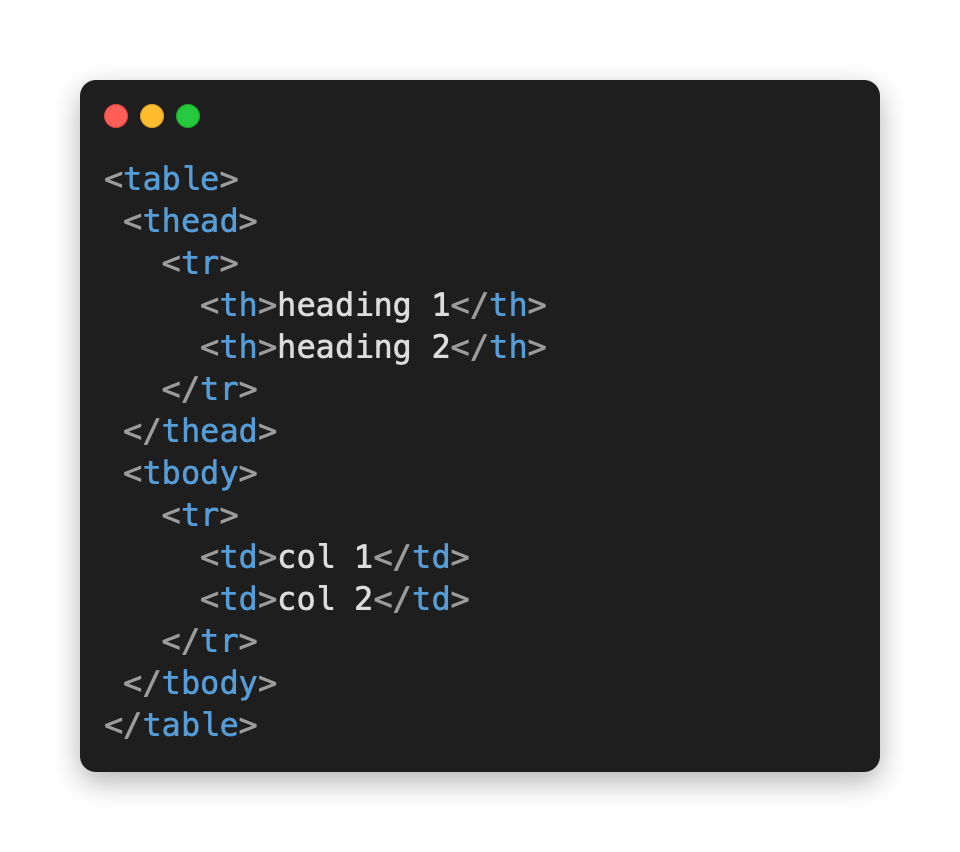 <table>
 <thead>
   <tr>
     <th>heading 1</th>
     <th>heading 2</th>
   </tr>
 </thead>
 <tbody>
   <tr>
     <td>col 1</td>
     <td>col 2</td>
   </tr>
 </tbody>
</table>